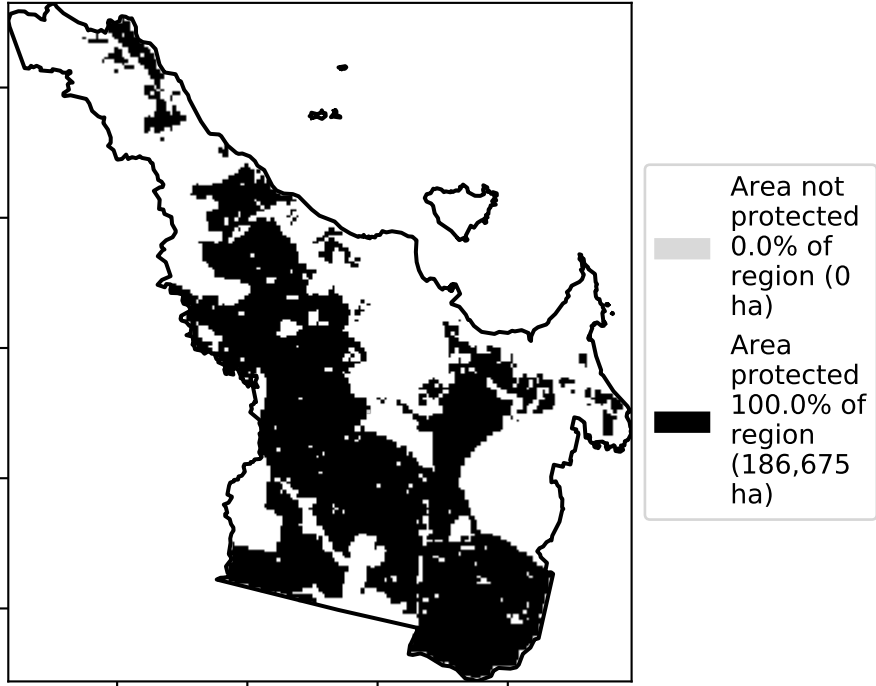 Area not
protected
0.0% of
region (0
ha)
Area
protected
100.0% of
region
(186,675
ha)